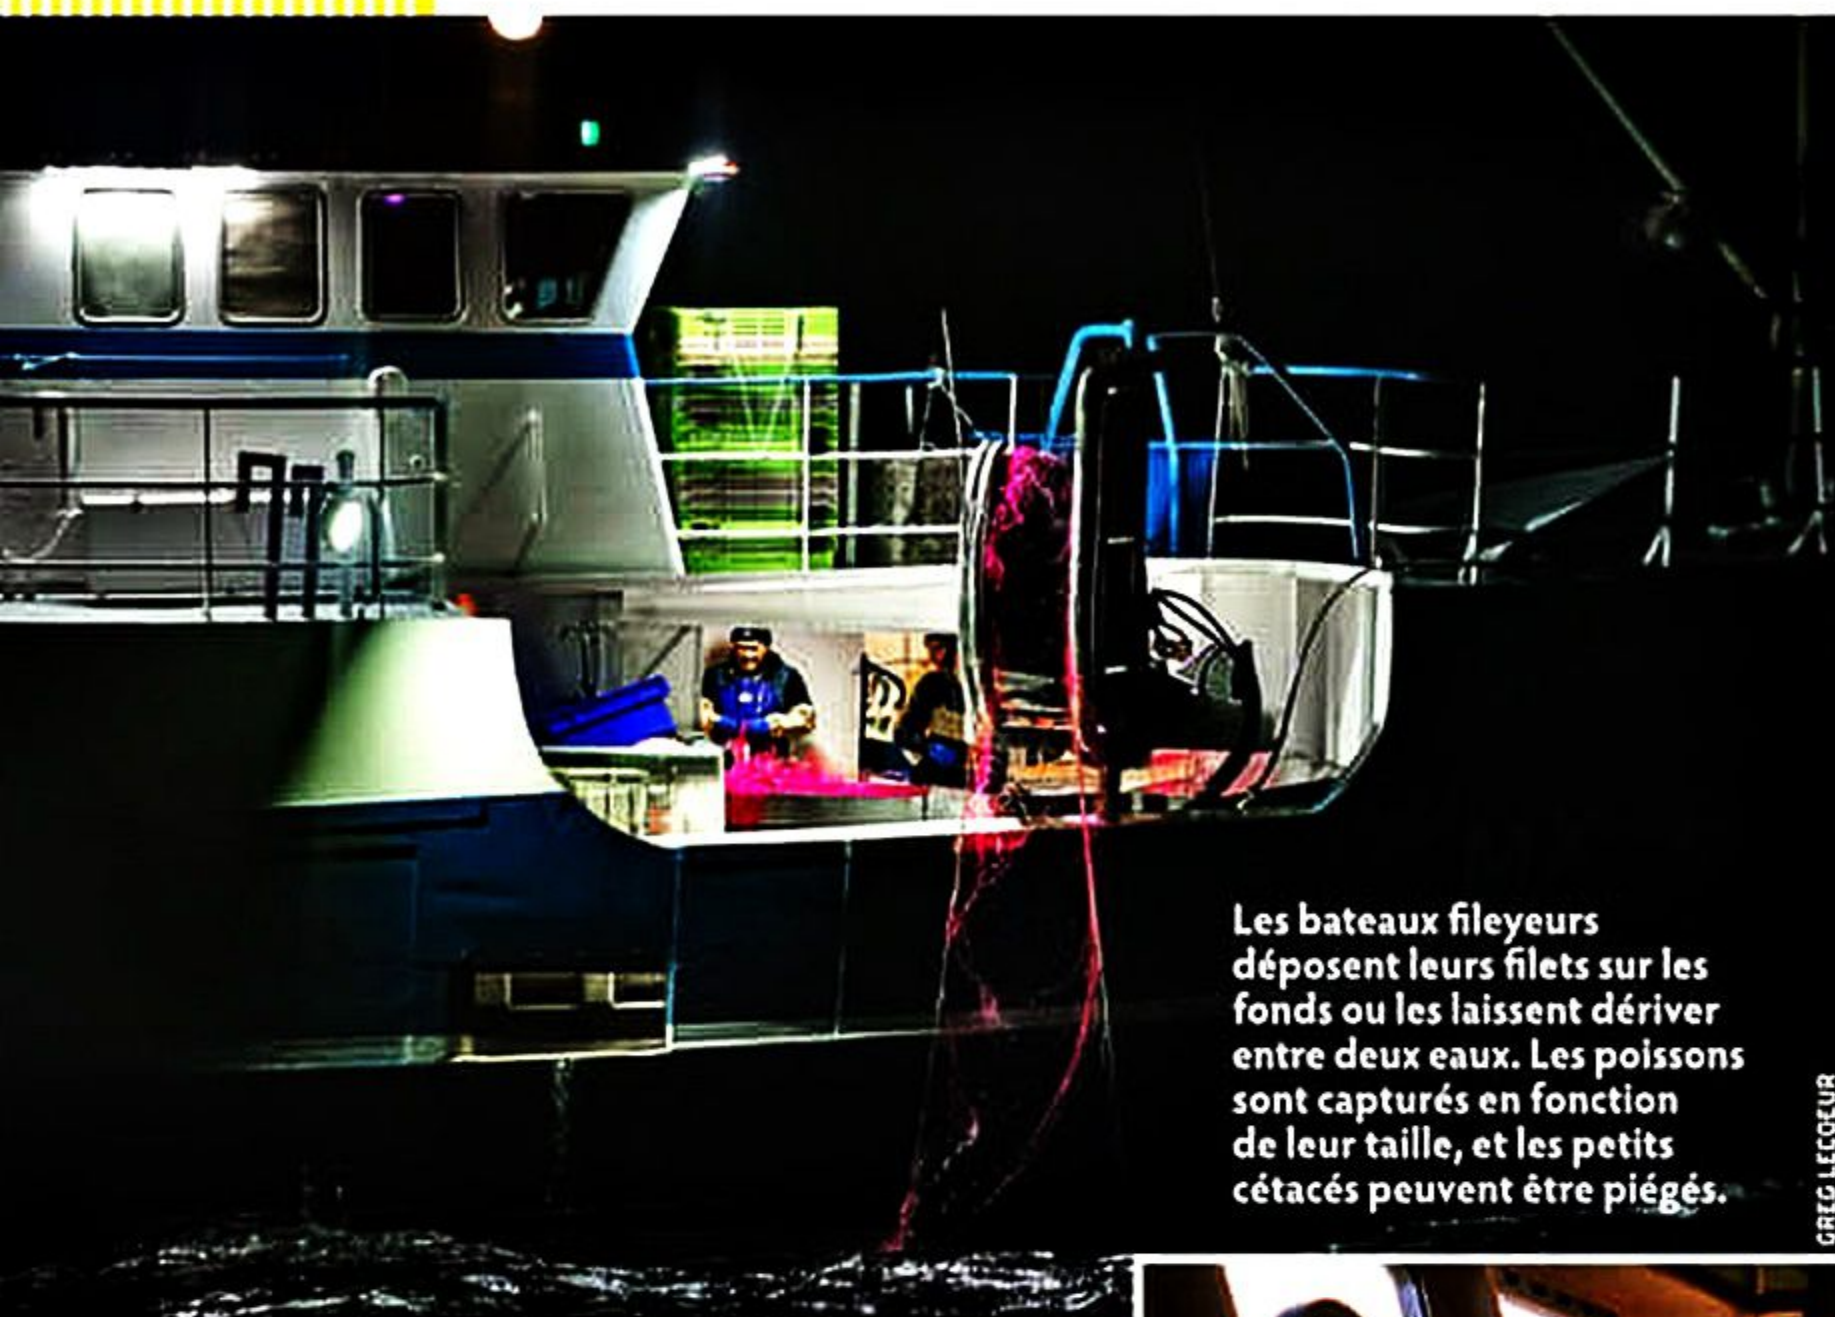 Les bateaux fileyeurs
déposent leurs filets sur les
fonds ou les laissent dériver
entre deux eaux. Les poissons
sont capturés en fonction
de leur taille, et les petits
cétacés peuvent être piégés.
GREG LECOEUR